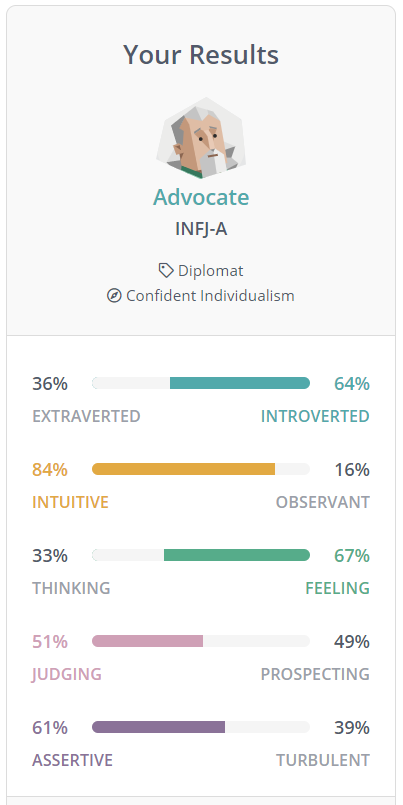 Your Results
Advocate
INFJ-A
Diplomat
Confident Individualism
36% 64%
EXTRAVERTED INTROVERTED
84% 16%
INTUITIVE OBSERVANT
33% 67%
THINKING FEELING
51% 49%
JUDGING PROSPECTING
61% 39%
ASSERTIVE TURBULENT